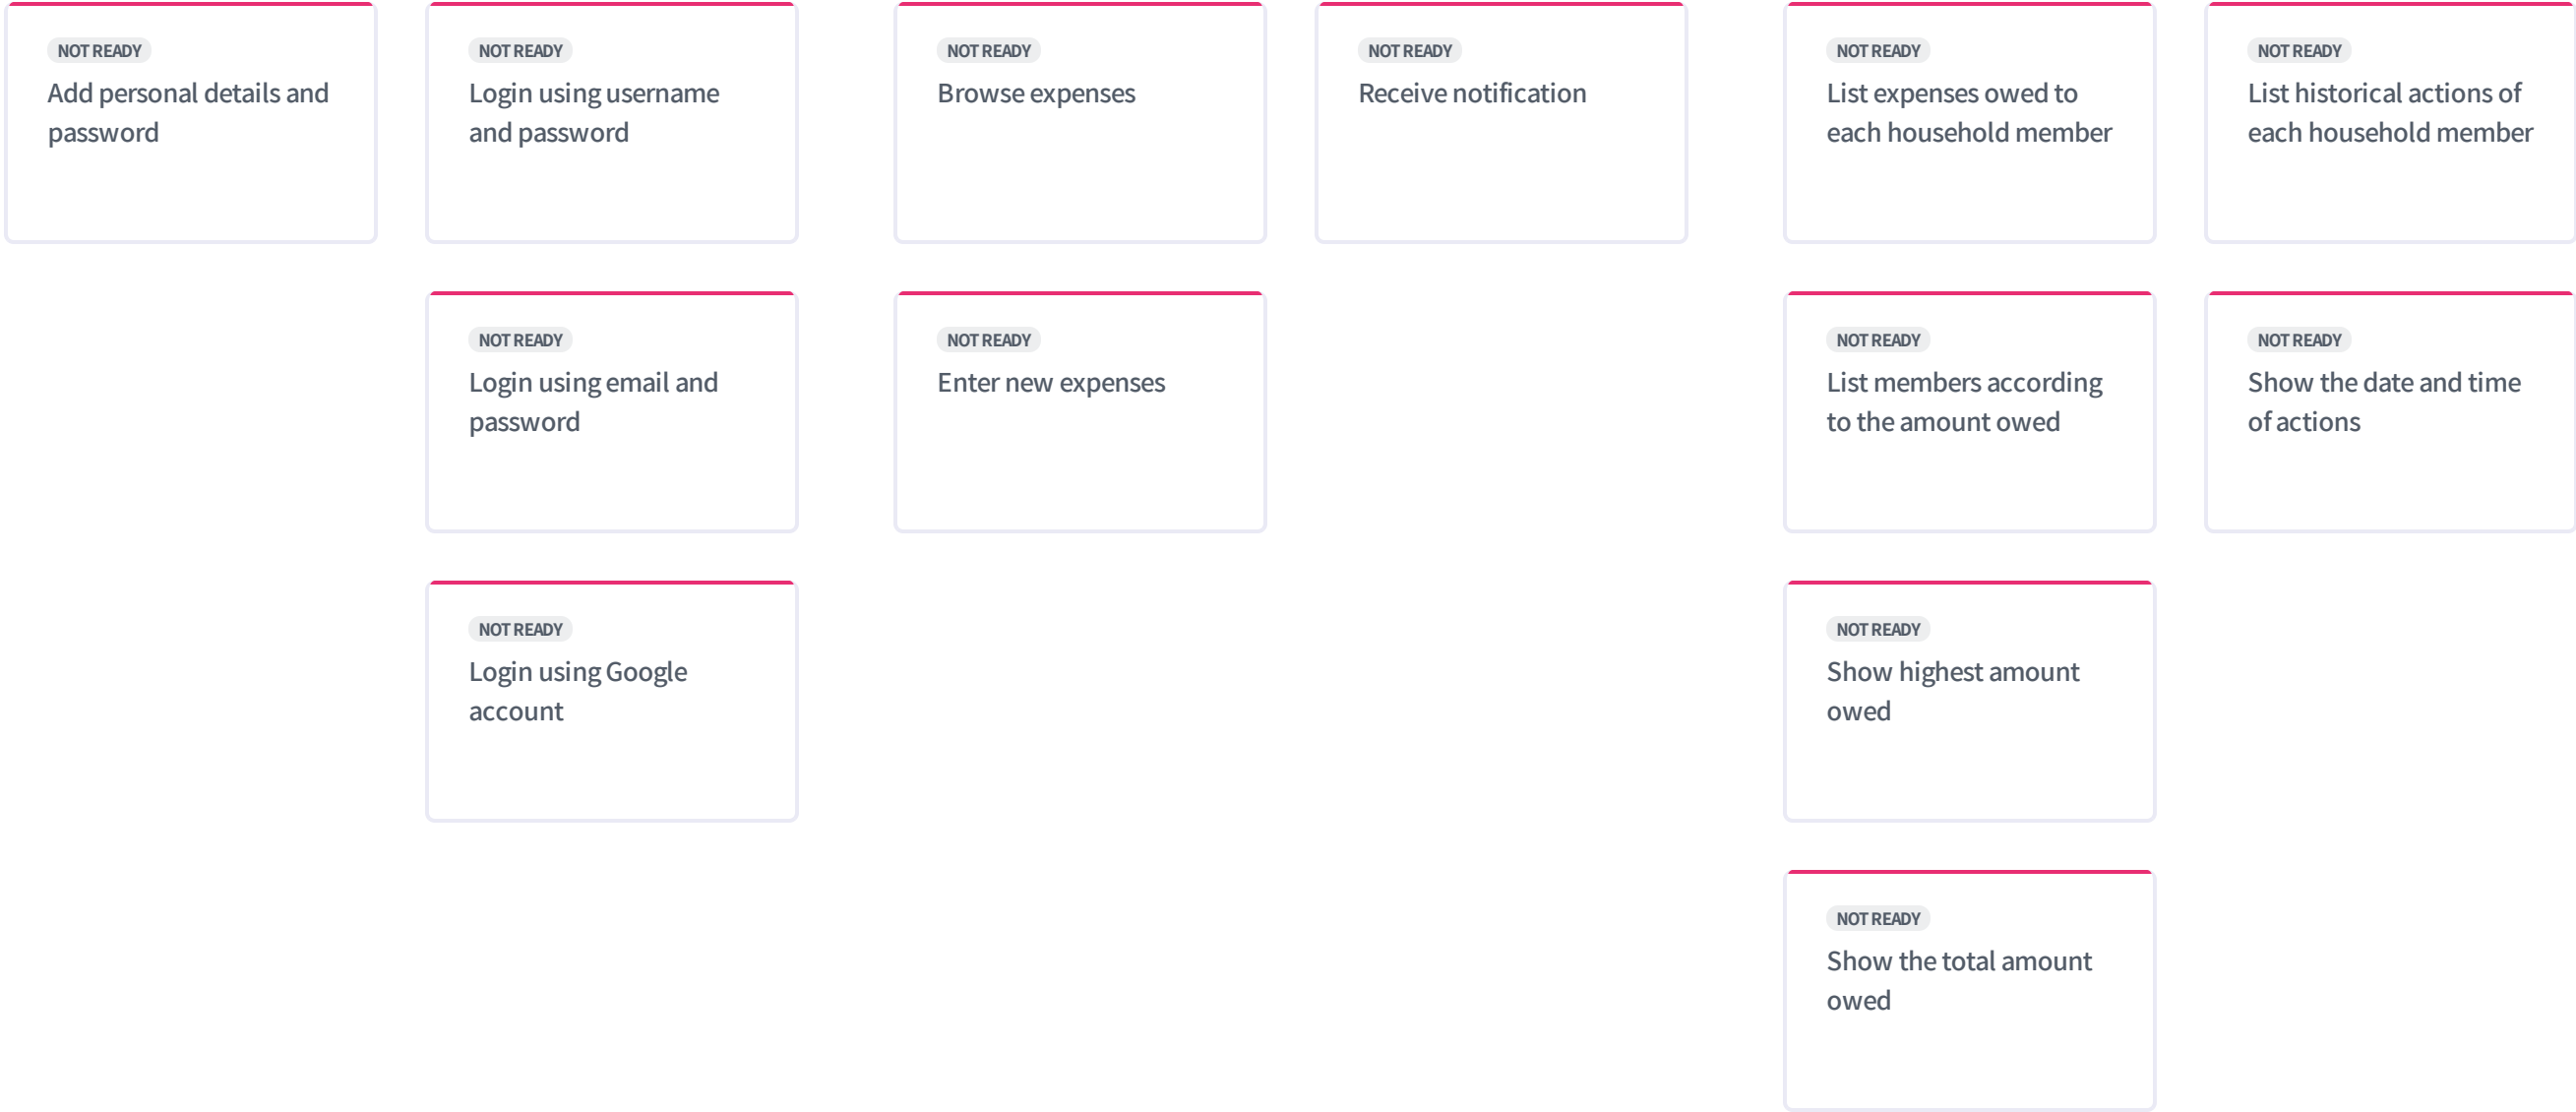 NOT READY
Add personal details and
password
NOT READY
Login using username
and password
NOT READY
Browse expenses
NOT READY
Receive notification
NOT READY
List expenses owed to
each household member
NOT READY
List historical actions of
each household member
NOT READY
Login using email and
password
NOT READY
Enter new expenses
NOT READY
List members according
to the amount owed
NOT READY
Show the date and time
of actions
NOT READY
Login using Google
account
NOT READY
Show highest amount
owed
NOT READY
Show the total amount
owed